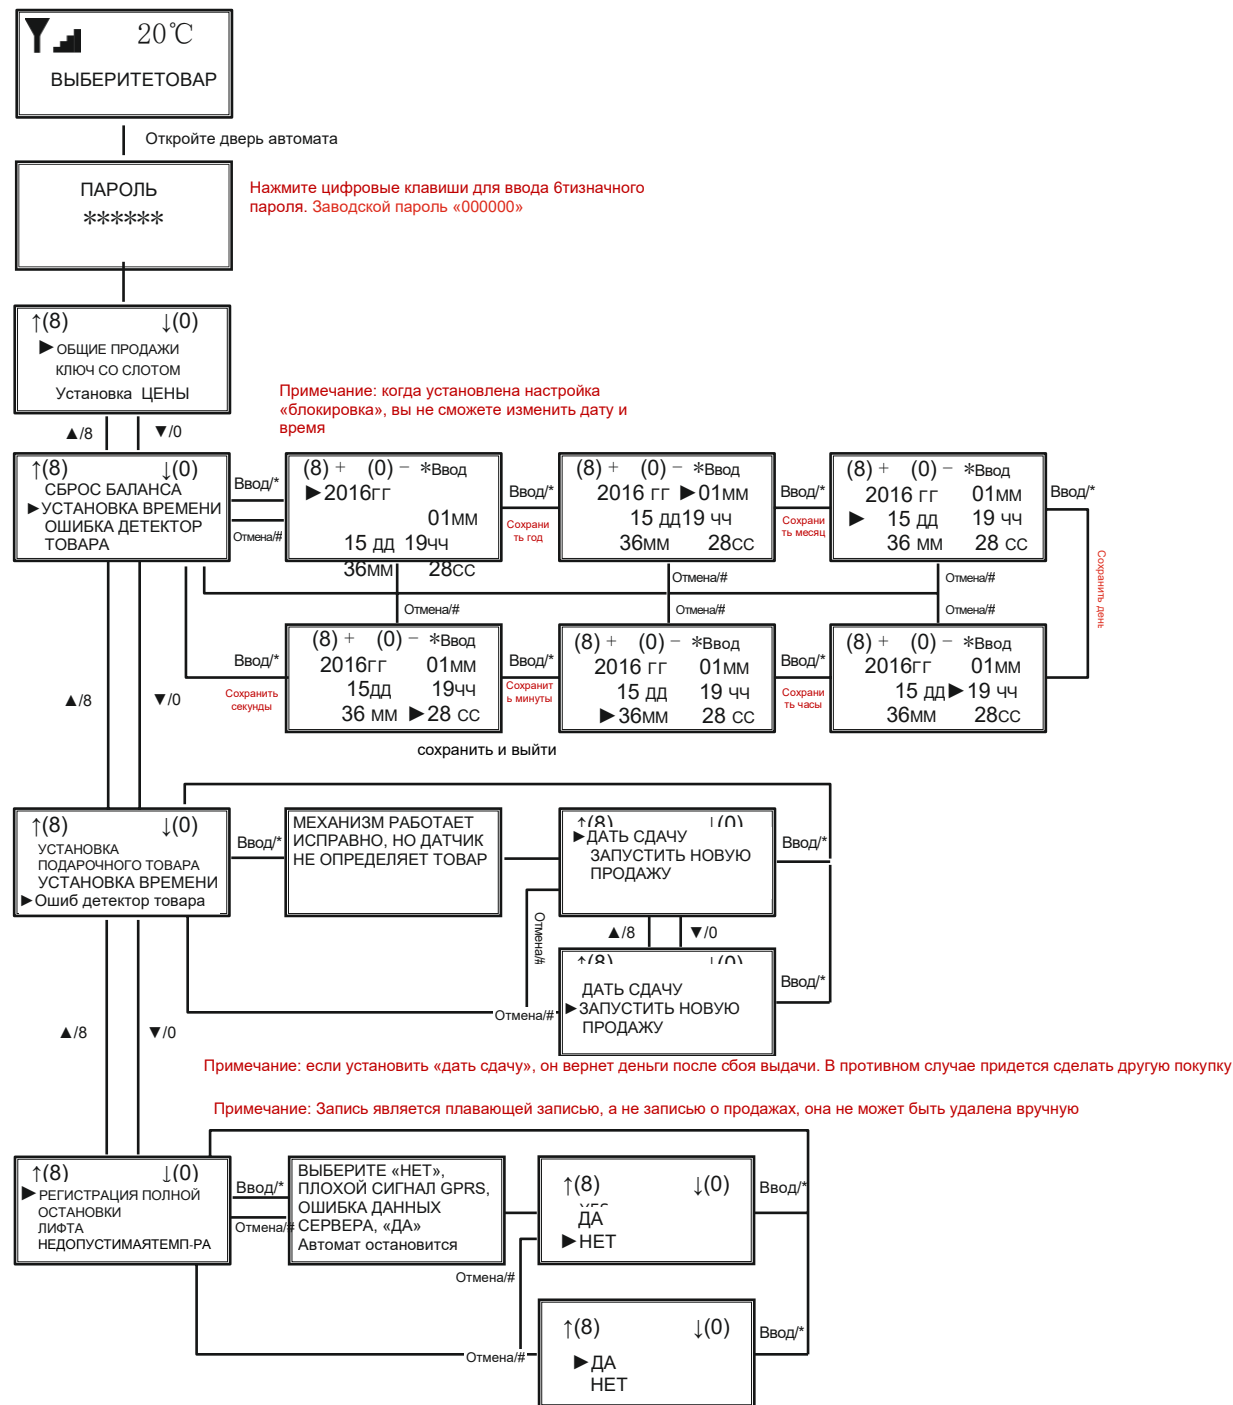 20℃
ВЫБЕРИТЕТОВАР
Откройте дверь автомата
ПАРОЛЬ
******
Нажмите цифровые клавиши для ввода 6тизначного
пароля. Заводской пароль «000000»
↑(8) ↓(0)
►ОБЩИЕ ПРОДАЖИ
КЛЮЧ СО СЛОТОМ
Установка ЦЕНЫ
Примечание: когда установлена настройка
«блокировка», вы не сможете изменить дату и
время
▲/8 ▼/0
↑(8) ↓(0)
СБРОС БАЛАНСА
►УСТАНОВКА ВРЕМЕНИ
ОШИБКА ДЕТЕКТОР
ТОВАРА
Ввод/*
Отмена/#
(8) + (0) − *Ввод
►2016гг
01мм
15 дд 19чч
36мм 28сс
Ввод/*
Сохрани
ть год
(8) + (0) − *Ввод
2016 гг ►01мм
15 дд19 чч
36мм 28сс
Ввод/*
Сохрани
ть месяц
(8) + (0) − *Ввод
2016 гг 01мм
► 15 дд 19 чч
36 мм 28 сс
Ввод/*
Сохранить день
Отмена/#
Отмена/#
Отмена/#
Отмена/#
Отмена/#
Ввод/*
Сохранить
секунды
(8) + (0) − *Ввод
2016гг 01мм
15дд 19чч
36 мм ►28 сс
Ввод/*
Сохранит
ь минуты
(8) + (0) − *Ввод
2016 гг 01мм
15 дд 19 чч
►36мм 28 сс
Ввод/*
Сохрани
ть часы
(8) + (0) − *Ввод
2016гг 01мм
15 дд►19 чч
36мм 28сс
▲/8 ▼/0
сохранить и выйти
↑(8) ↓(0)
УСТАНОВКА
ПОДАРОЧНОГО ТОВАРА
УСТАНОВКА ВРЕМЕНИ
►Ошиб детектор товара
Ввод/*
МЕХАНИЗМ РАБОТАЕТ
ИСПРАВНО, НО ДАТЧИК
НЕ ОПРЕДЕЛЯЕТ ТОВАР
↑(8) ↓(0)
►ДАТЬ СДАЧУ
ЗАПУСТИТЬ НОВУЮ
ПРОДАЖУ
Ввод/*
Отмена/#
▲/8 ▼/0
↑(8) ↓(0)
ДАТЬ СДАЧУ
►ЗАПУСТИТЬ НОВУЮ
ПРОДАЖУ
Ввод/*
Отмена/#
▲/8 ▼/0
Примечание: если установить «дать сдачу», он вернет деньги после сбоя выдачи. В противном случае придется сделать другую покупку
Примечание: Запись является плавающей записью, а не записью о продажах, она не может быть удалена вручную
↑(8) ↓(0)
►РЕГИСТРАЦИЯ ПОЛНОЙ
ОСТАНОВКИ
ЛИФТА
НЕДОПУСТИМАЯТЕМП-РА
Ввод/*
Отмена/#
ВЫБЕРИТЕ «НЕТ»,
ПЛОХОЙ СИГНАЛ GPRS,
ОШИБКА ДАННЫХ
СЕРВЕРА, «ДА»
Автомат остановится
↑(8) ↓(0)
YES
ДА
►НЕТ
Ввод/*
Отмена/#
↑(8) ↓(0)
►ДА
НЕТ
Ввод/*
Отмена/#